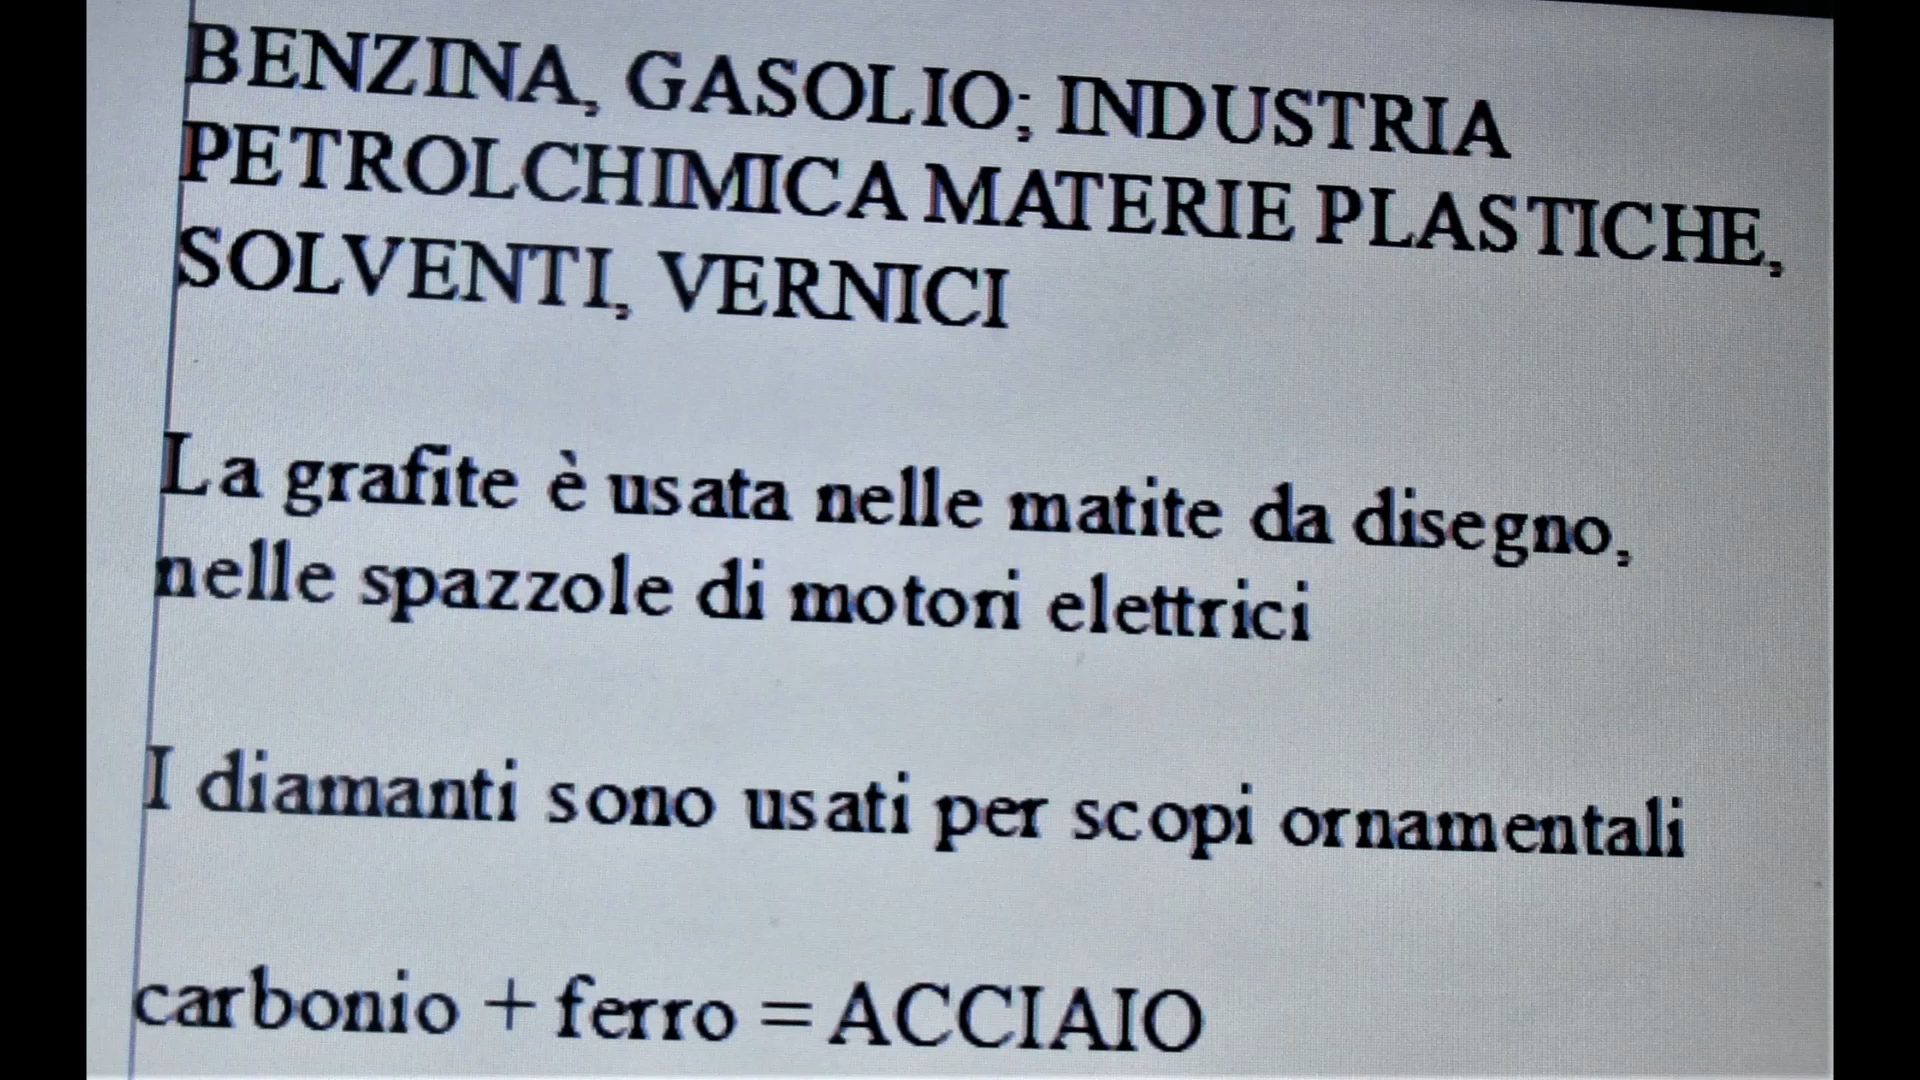 BENZINA, GASOLIO; INDUSTRIA
PETROLCHIMICA MATERIE PLASTICHE,
SOLVENTI, VERNICI
La grafite è usata nelle matite da disegno,
nelle spazzole di motori elettrici
I diamanti sono usati per scopi ornamentali
carbonio + ferro = ACCIAIO